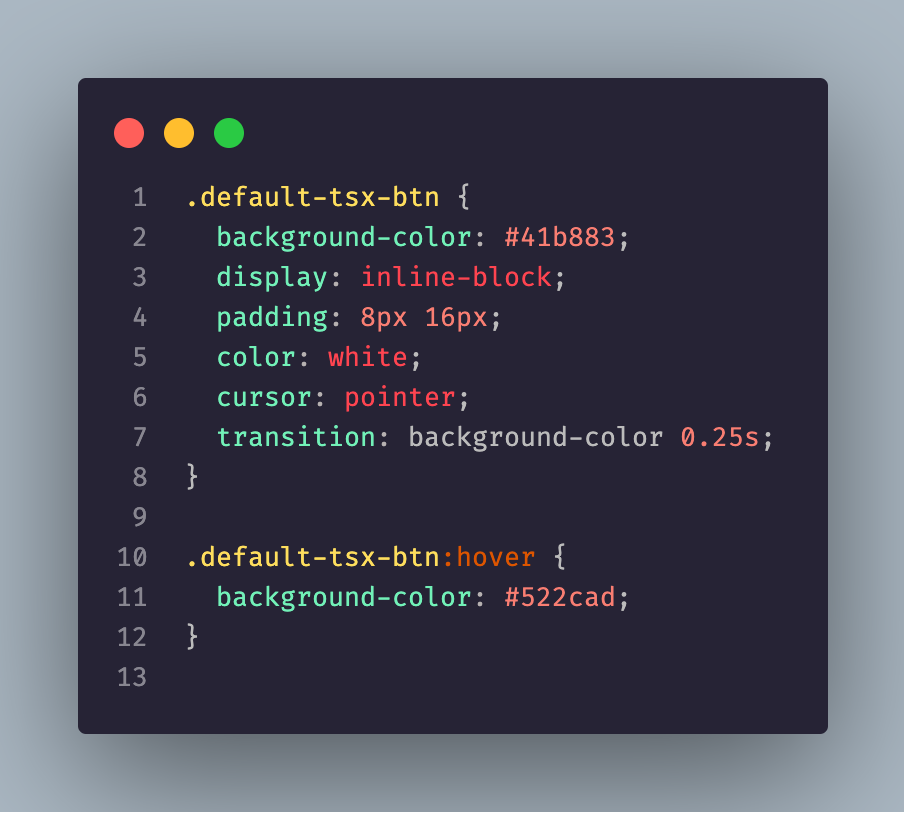 1 .default-tsx-btn {
2   background-color: #41b883;
3   display: inline-block;
4   padding: 8px 16px;
5   color: white;
6   cursor: pointer;
7   transition: background-color 0.25s;
8 }
9
10 .default-tsx-btn:hover {
11   background-color: #522cad;
12 }
13